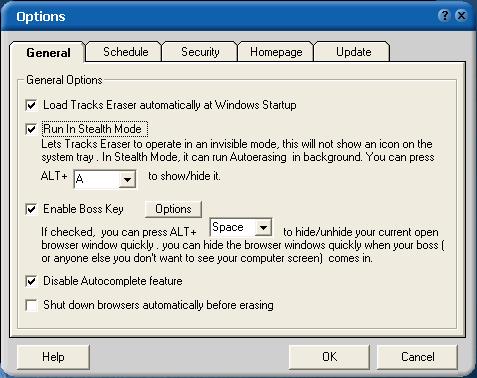 Options
General
Schedule
Security
Homepage
Update
General Options
Load Tracks Eraser automatically at Windows Startup
Run In Stealth Mode
Lets Tracks Eraser to operate in an invisible mode, this will not show an icon on the
system tray . In Stealth Mode, it can run Autoerasing in background. You can press
ALT+ A to show/hide it.
Enable Boss Key Options
If checked, you can press ALT+ Space to hide/unhide your current open
browser window quickly . you can hide the browser windows quickly when your boss (
or anyone else you don't want to see your computer screen) comes in.
Disable Autocomplete feature
Shut down browsers automatically before erasing
Help
OK
Cancel